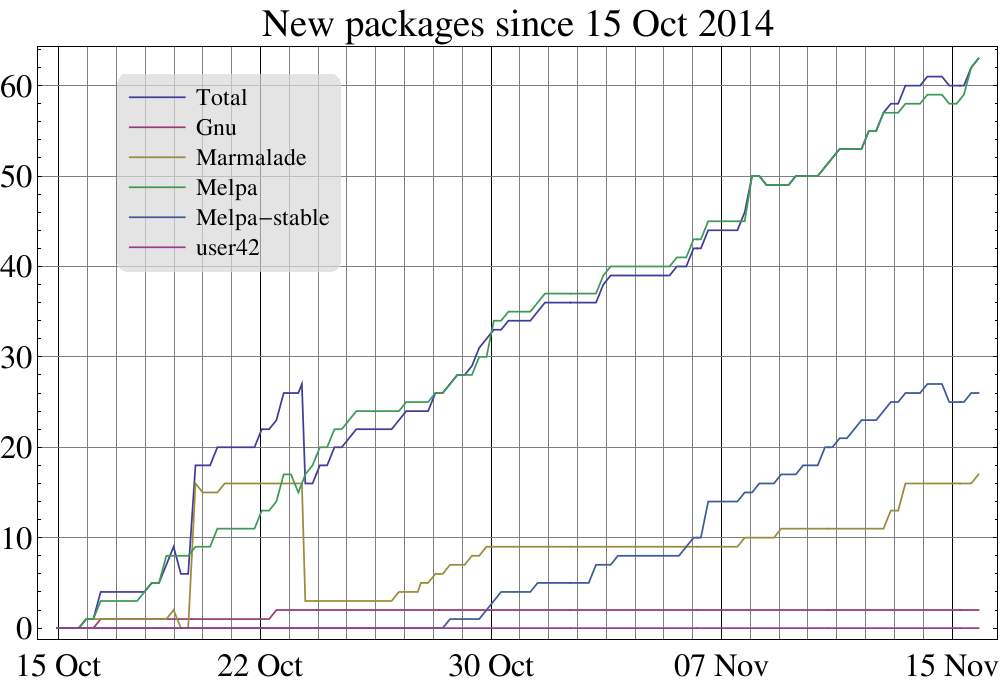 New packages since 15 Oct 2014
60
50
40
30
20
10
0
Total
Gnu
Marmalade
Melpa
Melpa−stable
user42
15 Oct
22 Oct
30 Oct
07 Nov
15 Nov